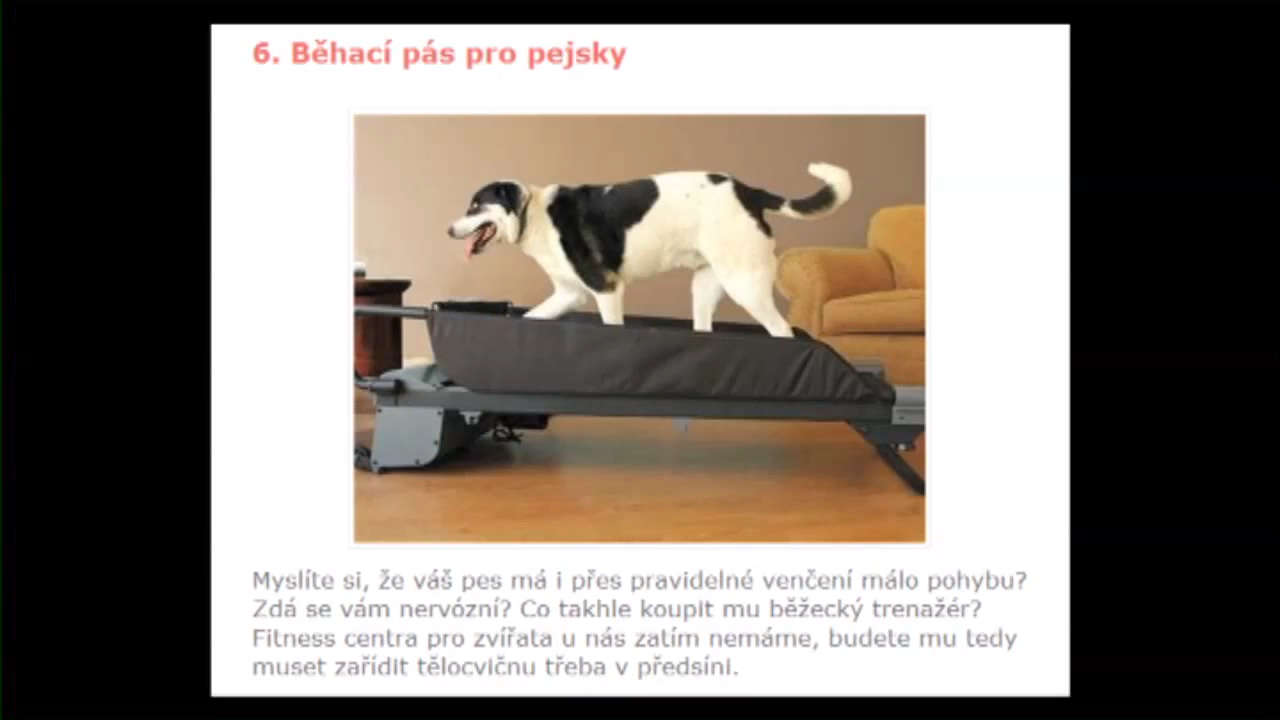 6. Běhací pás pro pejsky
Myslíte si, že váš pes má i přes pravidelné venčení málo pohybu?
Zdá se vám nervózní? Co takhle koupit mu běžecký trenažér?
Fitness centra pro zvířata u nás zatím nemáme, budete mu tedy
muset zařídit tělocvičnu třeba v předsíni.